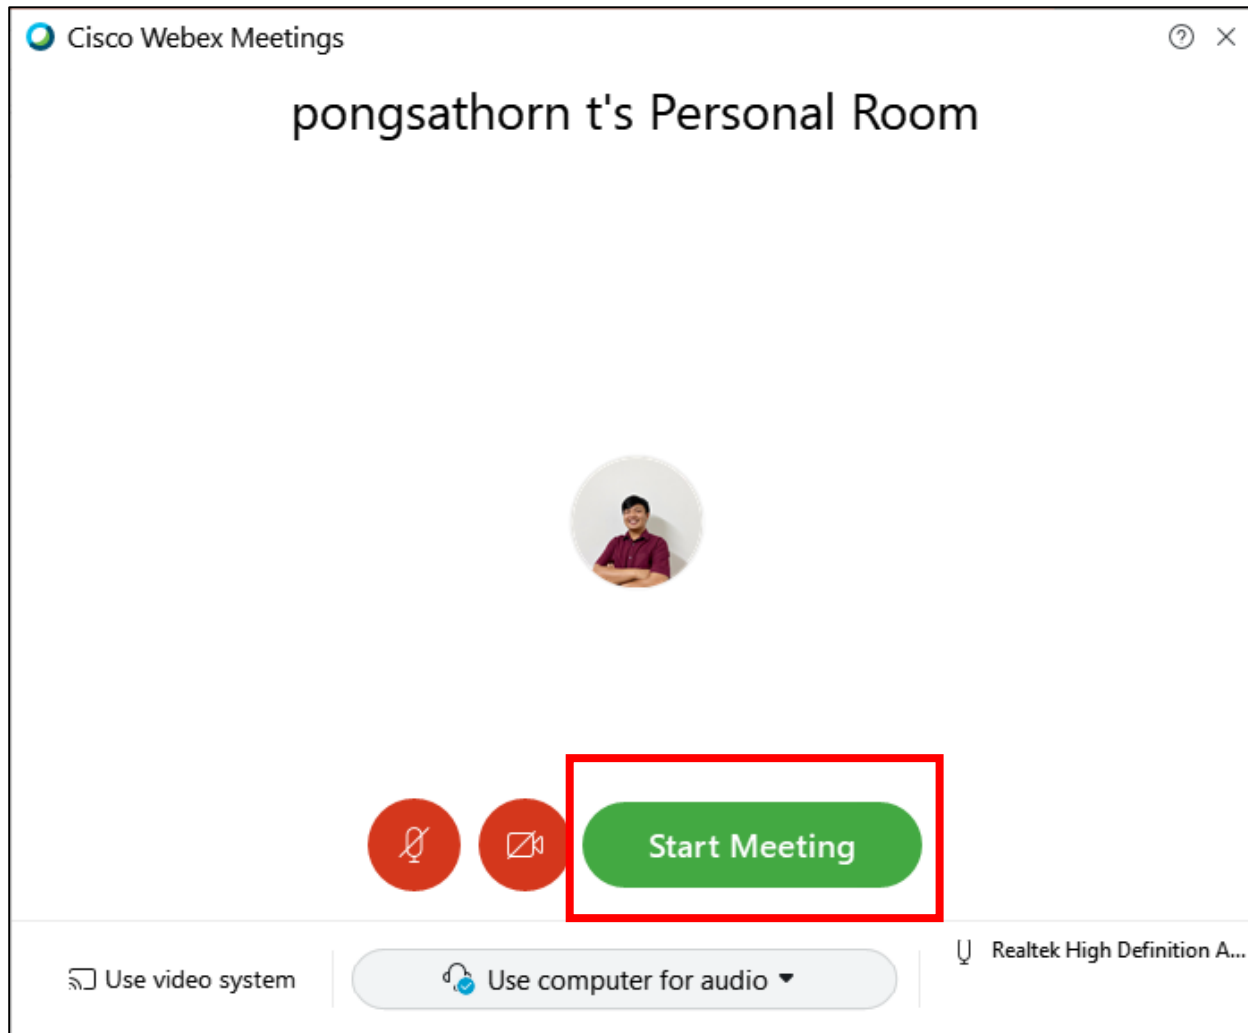 Cisco Webex Meetings
pongsathorn t's Personal Room
Start Meeting
Use video system
Use computer for audio
Realtek High Definition A...